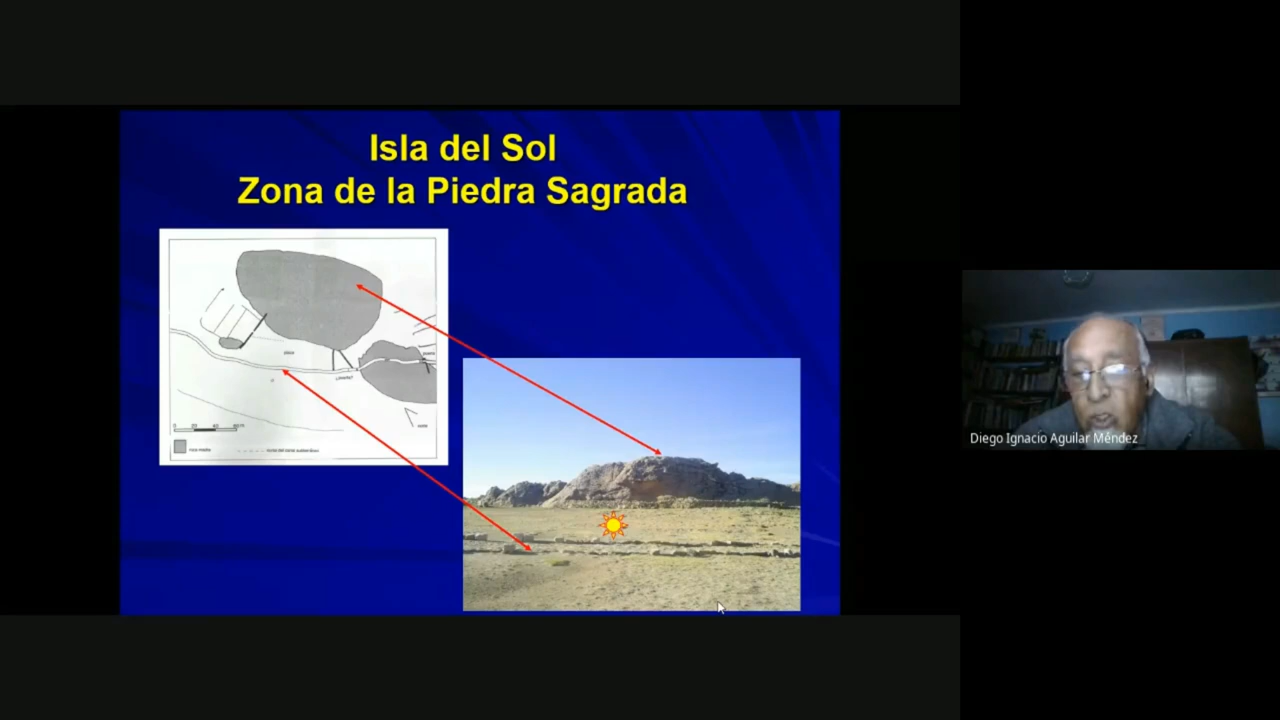 Isla del Sol
Zona de la Piedra Sagrada
Diego Ignacio Aguilar Méndez